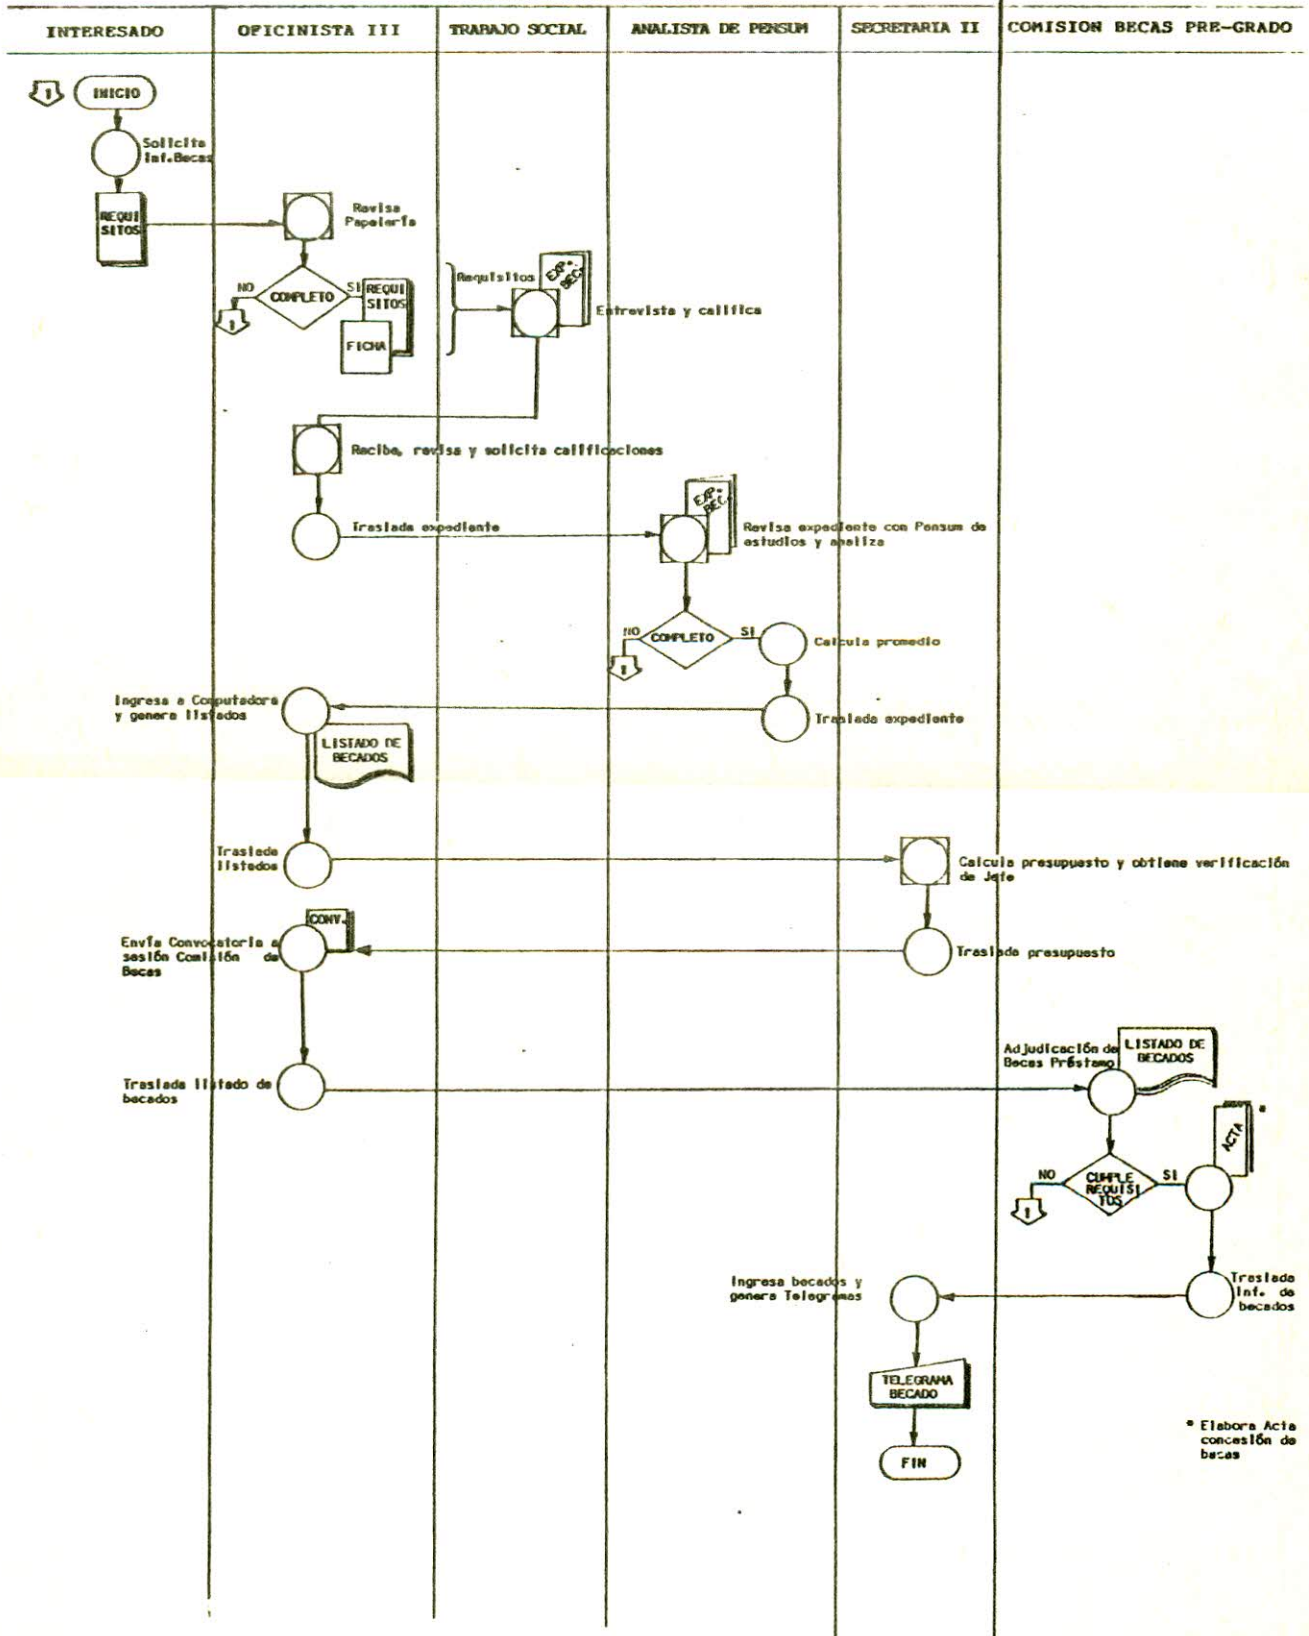 INTERESADO
OFICINISTA III
TRABAJO SOCIAL
ANALISTA DE PENSUM
SECRETARIA II
COMISION BECAS PRE-GRADO
1
INICIO
Solicita
Inf.Becas
REQUI
SITOS
Revisa
Papelería
NO
COMPLETO
SI
REQUI
SITOS
1
FICHA
Requisitos
EXP.
BEC.
Entrevista y califica
Recibe, revisa y solicita calificaciones
Traslada expediente
EXP.
BEC.
Revisa expediente con Pensum de
estudios y analiza
NO
COMPLETO
SI
1
Calcula promedio
Traslada expediente
Ingresa a Computadora
y genera listados
LISTADO DE
BECADOS
Traslada
listados
Calcula presupuesto y obtiene verificación
de Jefe
CONV.
Envía Convocatoria a
sesión Comisión de
Becas
Traslada presupuesto
Traslada listado de
becados
Adjudicación de
Becas Préstamo
LISTADO DE
BECADOS
ACTA
*
NO
CUMPLE
REQUISI
TOS
SI
1
Ingresa becados y
genera Telegramas
Traslada
Inf. de
becados
TELEGRAMA
BECADO
FIN
* Elabora Acta
concesión de
becas